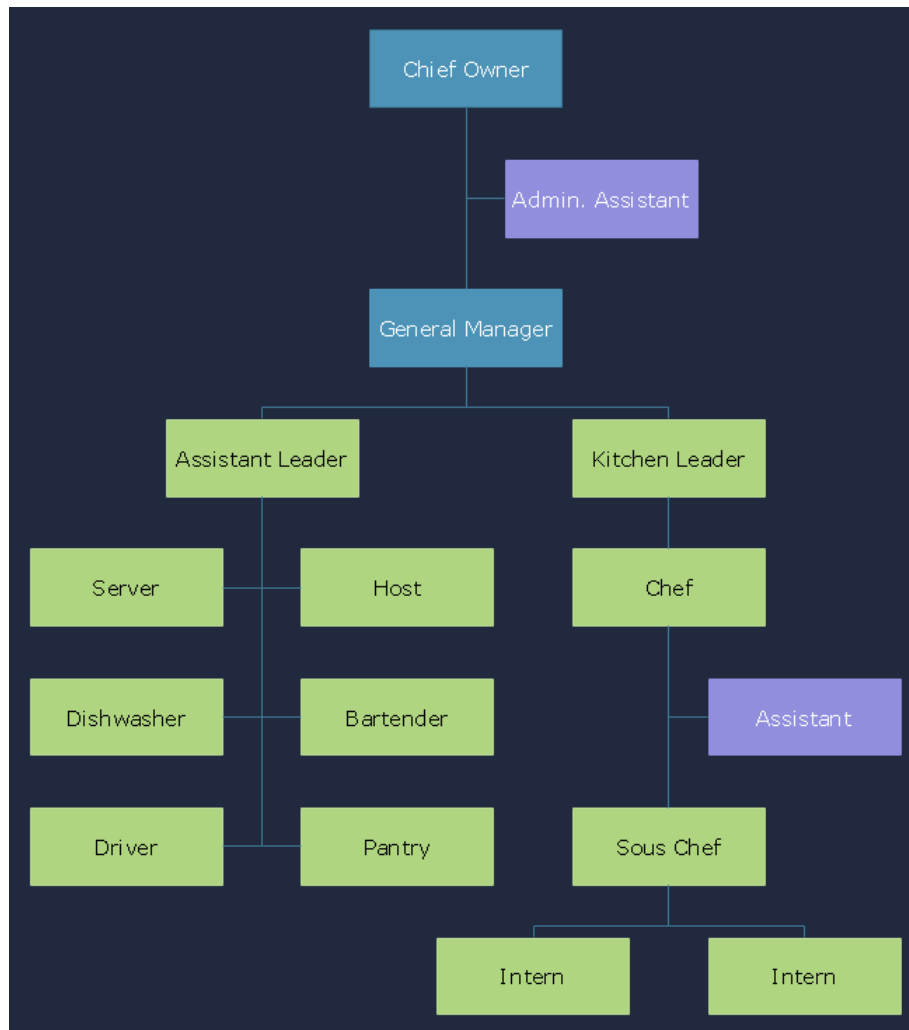 Chief Owner
Admin. Assistant
General Manager
Assistant Leader
Kitchen Leader
Server
Host
Chef
Dishwasher
Bartender
Assistant
Driver
Pantry
Sous Chef
Intern
Intern